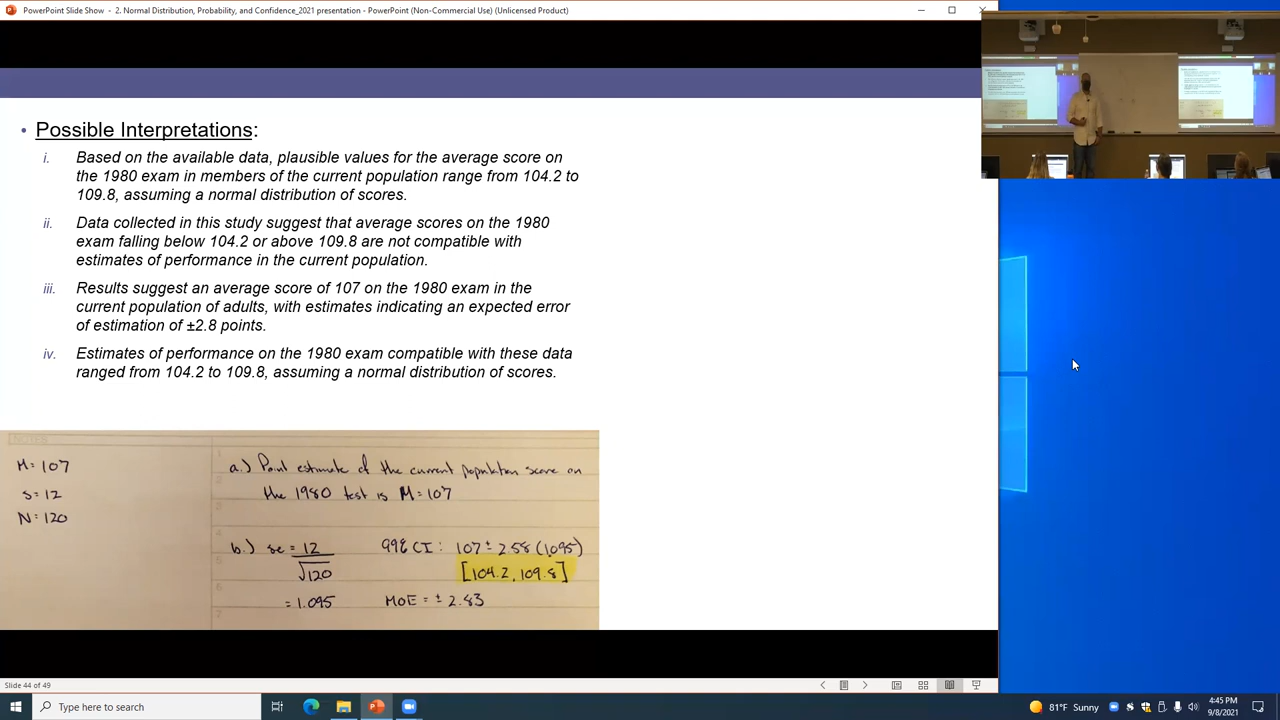 PowerPoint Slide Show - 2. Normal Distribution, Probability, and Confidence_2021 presentation - PowerPoint (Non-Commercial Use) (Unlicensed Product)
• Possible Interpretations:
i. Based on the available data, plausible values for the average score on
the 1980 exam in members of the current population range from 104.2 to
109.8, assuming a normal distribution of scores.
ii. Data collected in this study suggest that average scores on the 1980
exam falling below 104.2 or above 109.8 are not compatible with
estimates of performance in the current population.
iii. Results suggest an average score of 107 on the 1980 exam in the
current population of adults, with estimates indicating an expected error
of estimation of ±2.8 points.
iv. Estimates of performance on the 1980 exam compatible with these data
ranged from 104.2 to 109.8, assuming a normal distribution of scores.
NOTES
M = 107
s = 12
N = 120
a.) Point estimate of the current population score on
the 1980 test is M = 107
b.) se = 12
√120
= 1.095
99% CI: 107 ± 2.58 (1.095)
[104.2, 109.8]
MoE = ± 2.83
Slide 44 of 49
Type here to search
81°F Sunny
4:45 PM
9/8/2021